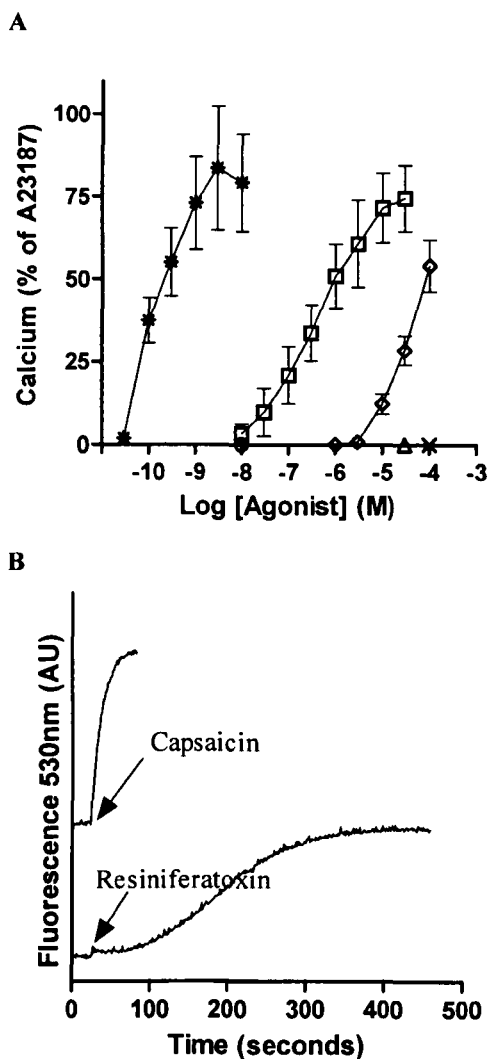 A
Calcium (% of A23187)
100
75
50
25
0
-10 -9 -8 -7 -6 -5 -4 -3
Log [Agonist] (M)
B
Fluorescence 530nm (AU)
Capsaicin
Resiniferatoxin
0 100 200 300 400 500
Time (seconds)